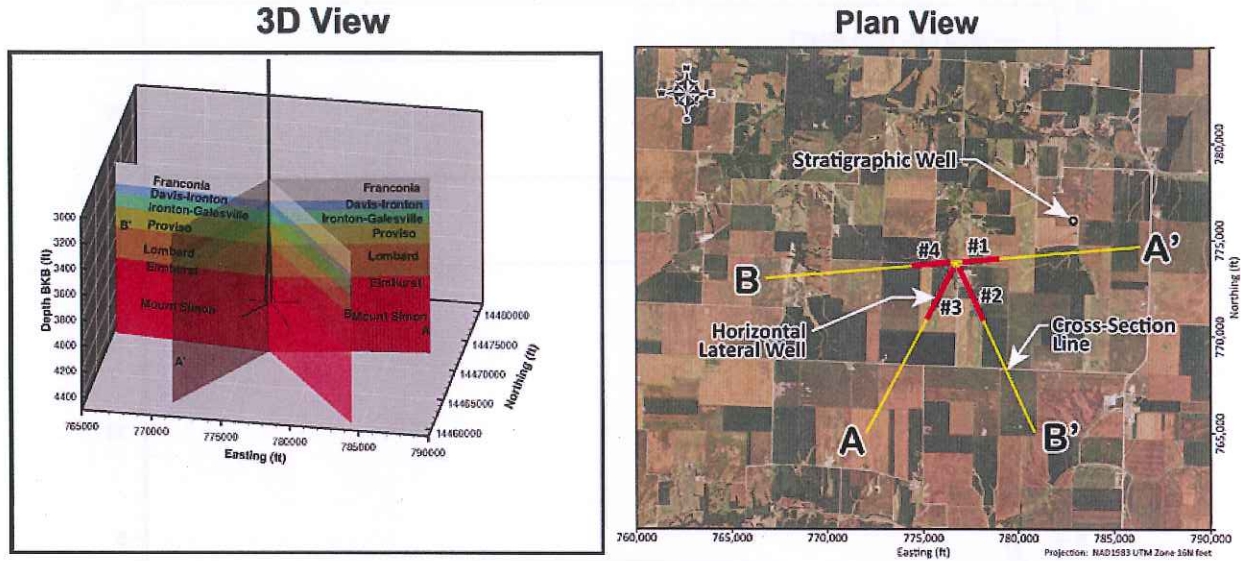 3D View
Franconia
Davis-Ironton
Ironton-Galesville
Proviso
Lombard
Elmhurst
Mount Simon
B'
A'
Franconia
Davis-Ironton
Ironton-Galesville
Proviso
Lombard
Elmhurst
B
Mount Simon
A
Depth BKB (ft)
3000
3200
3400
3600
3800
4000
4200
4400
765000
770000
775000
780000
785000
790000
Easting (ft)
14480000
14475000
14470000
14465000
14460000
Northing (ft)
Plan View
N
W
E
S
Stratigraphic Well
#4
#1
A'
B
#3
#2
Horizontal
Lateral Well
Cross-Section
Line
A
B'
780,000
775,000
770,000
765,000
Northing (ft)
760,000
765,000
770,000
775,000
780,000
785,000
790,000
Easting (ft)
Projection: NAD1983 UTM Zone 16N feet